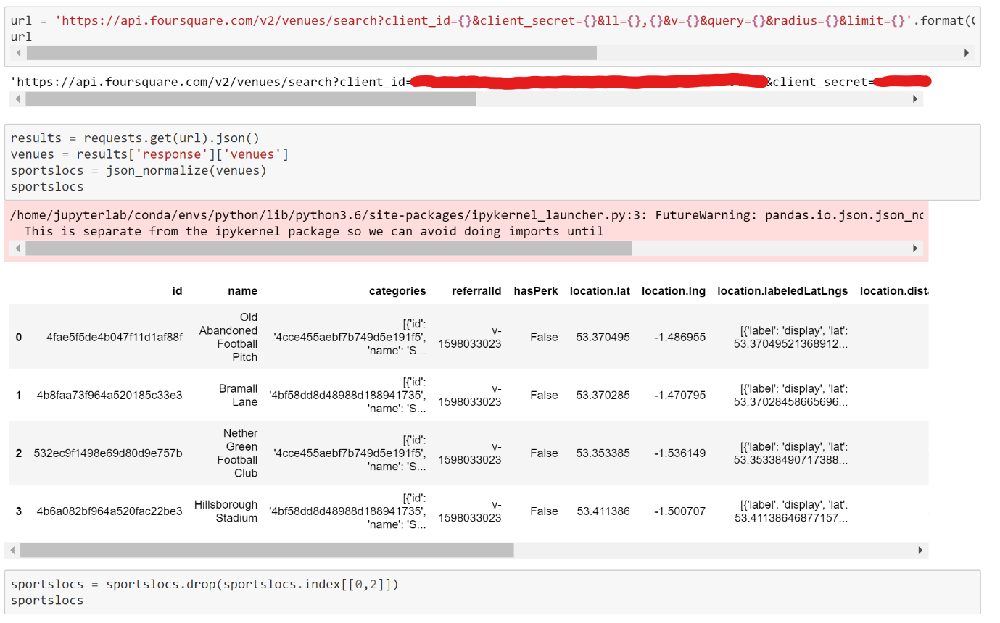 url = 'https://api.foursquare.com/v2/venues/search?client_id={}&client_secret={}&ll={},{}&v={}&query={}&radius={}&limit={}'.format(
url
'https://api.foursquare.com/v2/venues/search?client_id= &client_secret=
results = requests.get(url).json()
venues = results['response']['venues']
sportslocs = json_normalize(venues)
sportslocs
/home/jupyterlab/conda/envs/python/lib/python3.6/site-packages/ipykernel_launcher.py:3: FutureWarning: pandas.io.json.json_no
This is separate from the ipykernel package so we can avoid doing imports until
id name categories referralId hasPerk location.lat location.lng location.labeledLatLngs location.dista
Old
Abandoned
Football
Pitch
0 4fae5f5de4b047f11d1af88f
[{'id':
'4cce455aebf7b749d5e191f5',
'name': 'S...
v-
1598033023
False 53.370495 -1.486955
[{'label': 'display', 'lat':
53.37049521368912...
1 4b8faa73f964a520185c33e3
Bramall
Lane
[{'id':
'4bf58dd8d48988d188941735',
'name': 'S...
v-
1598033023
False 53.370285 -1.470795
[{'label': 'display', 'lat':
53.37028458665696...
2 532ec9f1498e69d80d9e757b
Nether
Green
Football
Club
[{'id':
'4cce455aebf7b749d5e191f5',
'name': 'S...
v-
1598033023
False 53.353385 -1.536149
[{'label': 'display', 'lat':
53.35338490717388...
3 4b6a082bf964a520fac22be3
Hillsborough
Stadium
[{'id':
'4bf58dd8d48988d188941735',
'name': 'S...
v-
1598033023
False 53.411386 -1.500707
[{'label': 'display', 'lat':
53.41138646877157...
sportslocs = sportslocs.drop(sportslocs.index[[0,2]])
sportslocs